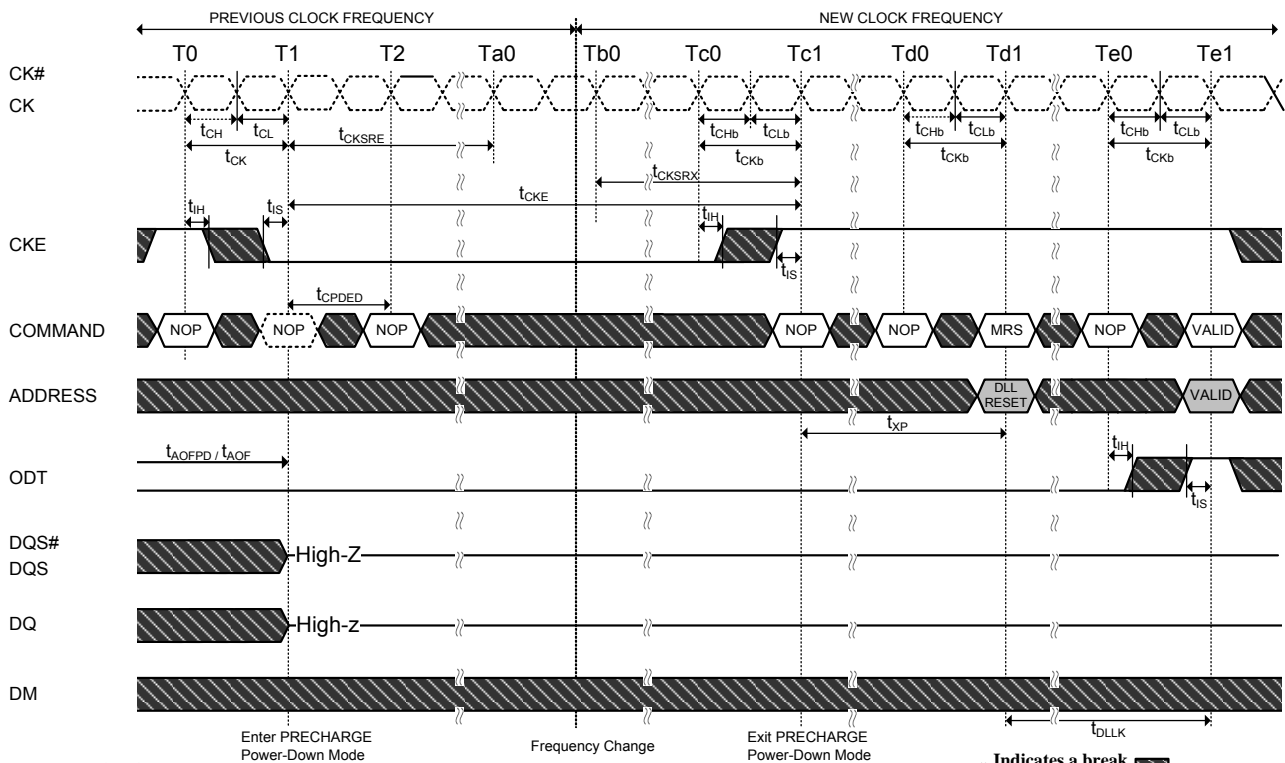 PREVIOUS CLOCK FREQUENCY NEW CLOCK FREQUENCY
T0 T1 T2 Ta0 Tb0 Tc0 Tc1 Td0 Td1 Te0 Te1
CK#
CK
tCH tCL tCHb tCLb tCHb tCLb tCHb tCLb
tCK tCKSRE tCKb tCKb tCKb
tCKSRX
tCKE
tIH tIS tIH
CKE
tIS
tCPDED
COMMAND NOP NOP NOP NOP NOP MRS NOP VALID
ADDRESS DLL RESET VALID
tXP
tAOFPD / tAOF tIH
ODT
tIS
DQS#
High-Z
DQS
DQ High-z
DM
tDLLK
Enter PRECHARGE
Power-Down Mode
Frequency Change
Exit PRECHARGE
Power-Down Mode
Indicates a break